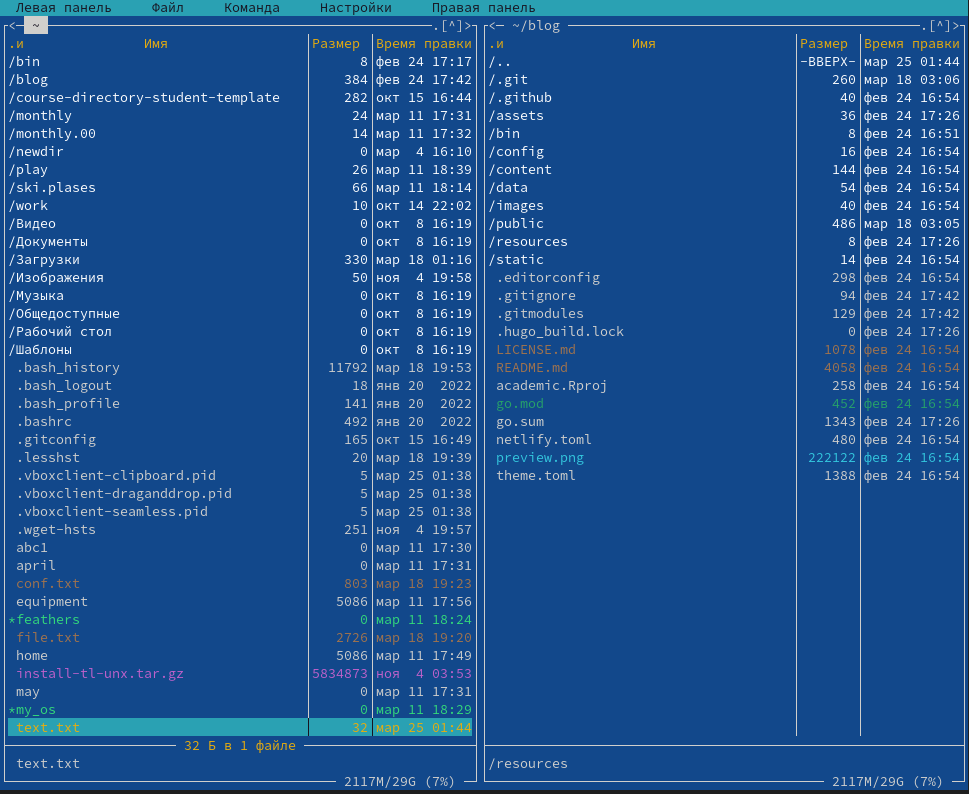 Левая панель Файл Команда Настройки Правая панель
<─ ~ .[^]>
.и Имя Размер Время правки
/bin 8 фев 24 17:17
/blog 384 фев 24 17:42
/course-directory-student-template 282 окт 15 16:44
/monthly 24 мар 11 17:31
/monthly.00 14 мар 11 17:32
/newdir 0 мар 4 16:10
/play 26 мар 11 18:39
/ski.plases 66 мар 11 18:14
/work 10 окт 14 22:02
/Видео 0 окт 8 16:19
/Документы 0 окт 8 16:19
/Загрузки 330 мар 18 01:16
/Изображения 50 ноя 4 19:58
/Музыка 0 окт 8 16:19
/Общедоступные 0 окт 8 16:19
/Рабочий стол 0 окт 8 16:19
/Шаблоны 0 окт 8 16:19
.bash_history 11792 мар 18 19:53
.bash_logout 18 янв 20 2022
.bash_profile 141 янв 20 2022
.bashrc 492 янв 20 2022
.gitconfig 165 окт 15 16:49
.lesshst 20 мар 18 19:39
.vboxclient-clipboard.pid 5 мар 25 01:38
.vboxclient-draganddrop.pid 5 мар 25 01:38
.vboxclient-seamless.pid 5 мар 25 01:38
.wget-hsts 251 ноя 4 19:57
abc1 0 мар 11 17:30
april 0 мар 11 17:31
conf.txt 803 мар 18 19:23
equipment 5086 мар 11 17:56
*feathers 0 мар 11 18:24
file.txt 2726 мар 18 19:20
home 5086 мар 11 17:49
install-tl-unx.tar.gz 5834873 ноя 4 03:53
may 0 мар 11 17:31
*my_os 0 мар 11 18:29
text.txt 32 мар 25 01:44
32 Б в 1 файле
text.txt
2117M/29G (7%)
<─ ~/blog .[^]>
.и Имя Размер Время правки
/.. -ВВЕРХ- мар 25 01:44
/.git 260 мар 18 03:06
/.github 40 фев 24 16:54
/assets 36 фев 24 17:26
/bin 8 фев 24 16:51
/config 16 фев 24 16:54
/content 144 фев 24 16:54
/data 54 фев 24 16:54
/images 40 фев 24 16:54
/public 486 мар 18 03:05
/resources 8 фев 24 17:26
/static 14 фев 24 16:54
.editorconfig 298 фев 24 16:54
.gitignore 94 фев 24 17:42
.gitmodules 129 фев 24 17:42
.hugo_build.lock 0 фев 24 17:26
LICENSE.md 1078 фев 24 16:54
README.md 4058 фев 24 16:54
academic.Rproj 258 фев 24 16:54
go.mod 452 фев 24 16:54
go.sum 1343 фев 24 17:26
netlify.toml 480 фев 24 16:54
preview.png 222122 фев 24 16:54
theme.toml 1388 фев 24 16:54
/resources
2117M/29G (7%)